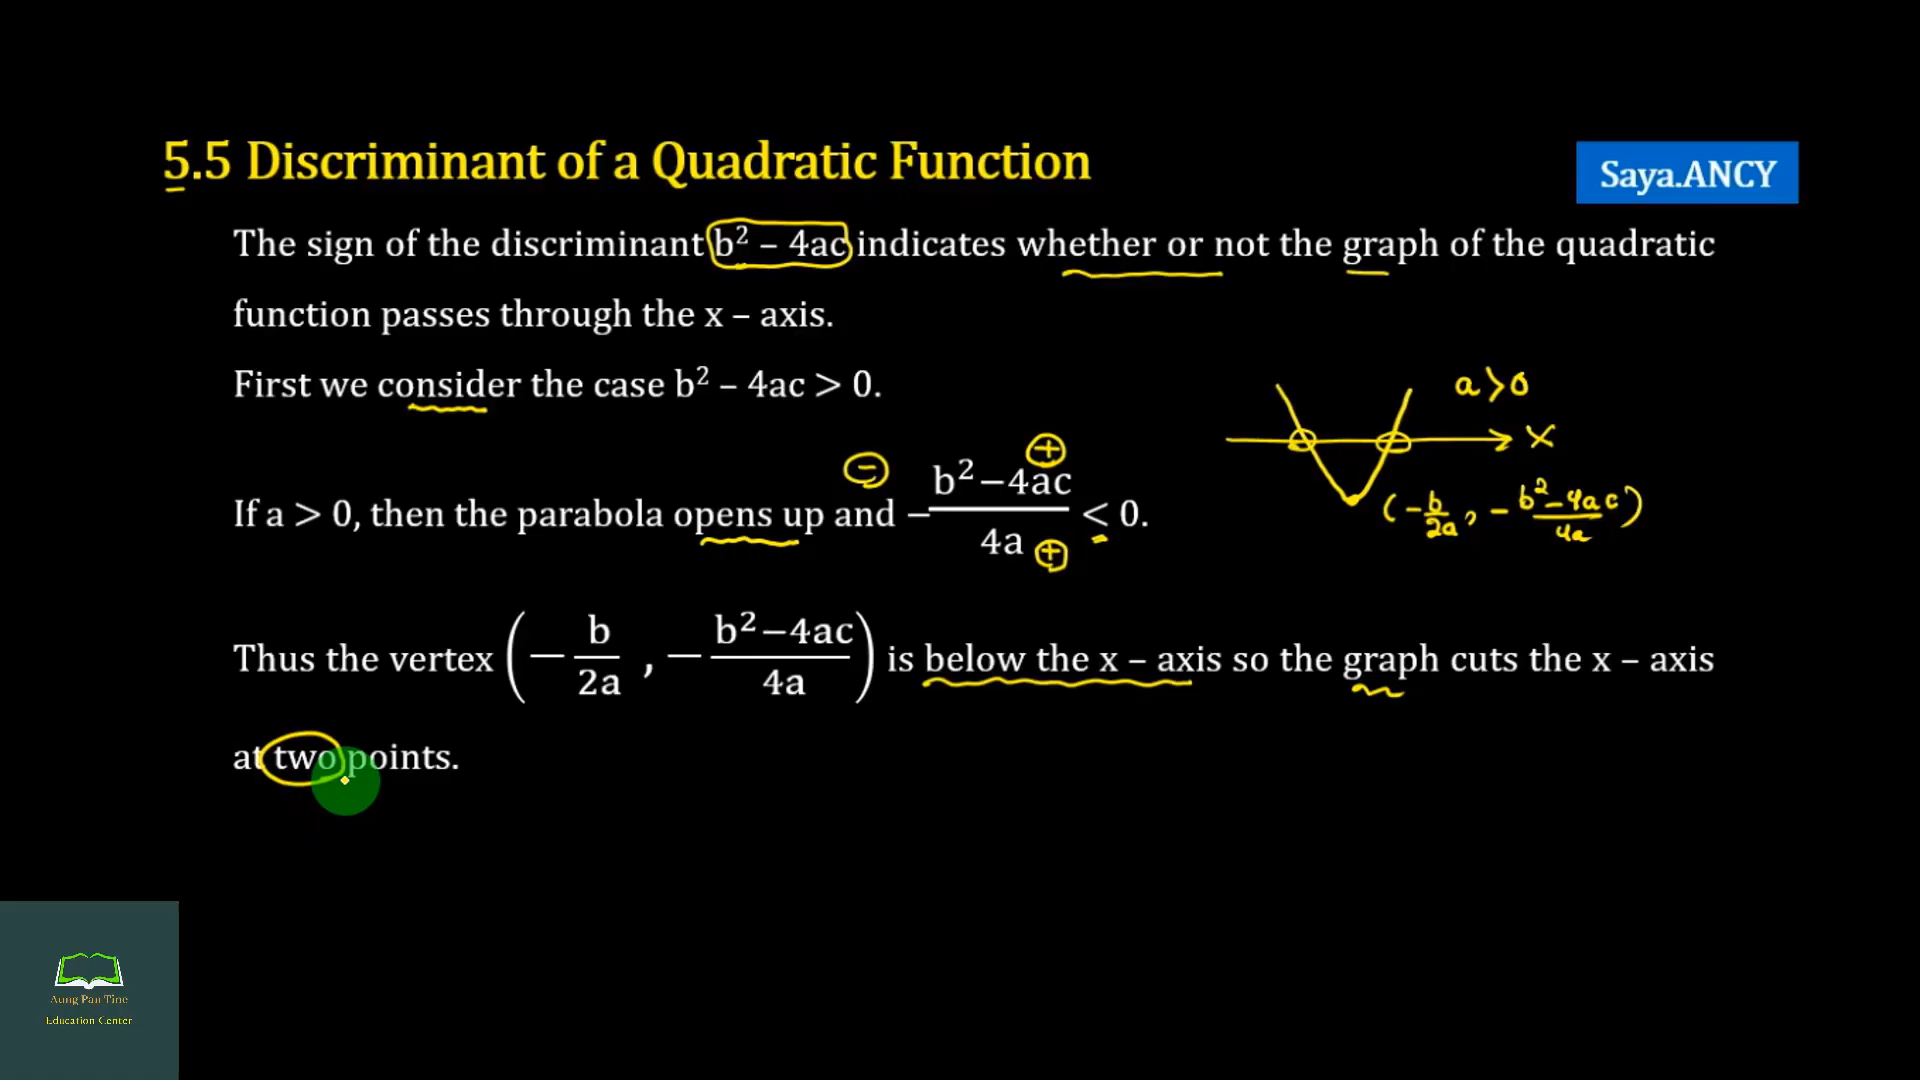 5.5 Discriminant of a Quadratic Function
Saya.ANCY
The sign of the discriminant b² – 4ac indicates whether or not the graph of the quadratic
function passes through the x – axis.
First we consider the case b² – 4ac > 0.
a > 0
x
If a > 0, then the parabola opens up and −(b²−4ac)/(4a) < 0.
− + +
(−b/2a, −(b²−4ac)/4a)
Thus the vertex (−b/2a , −(b²−4ac)/4a) is below the x – axis so the graph cuts the x – axis
at two points.
Aung Pan Tine
Education Center